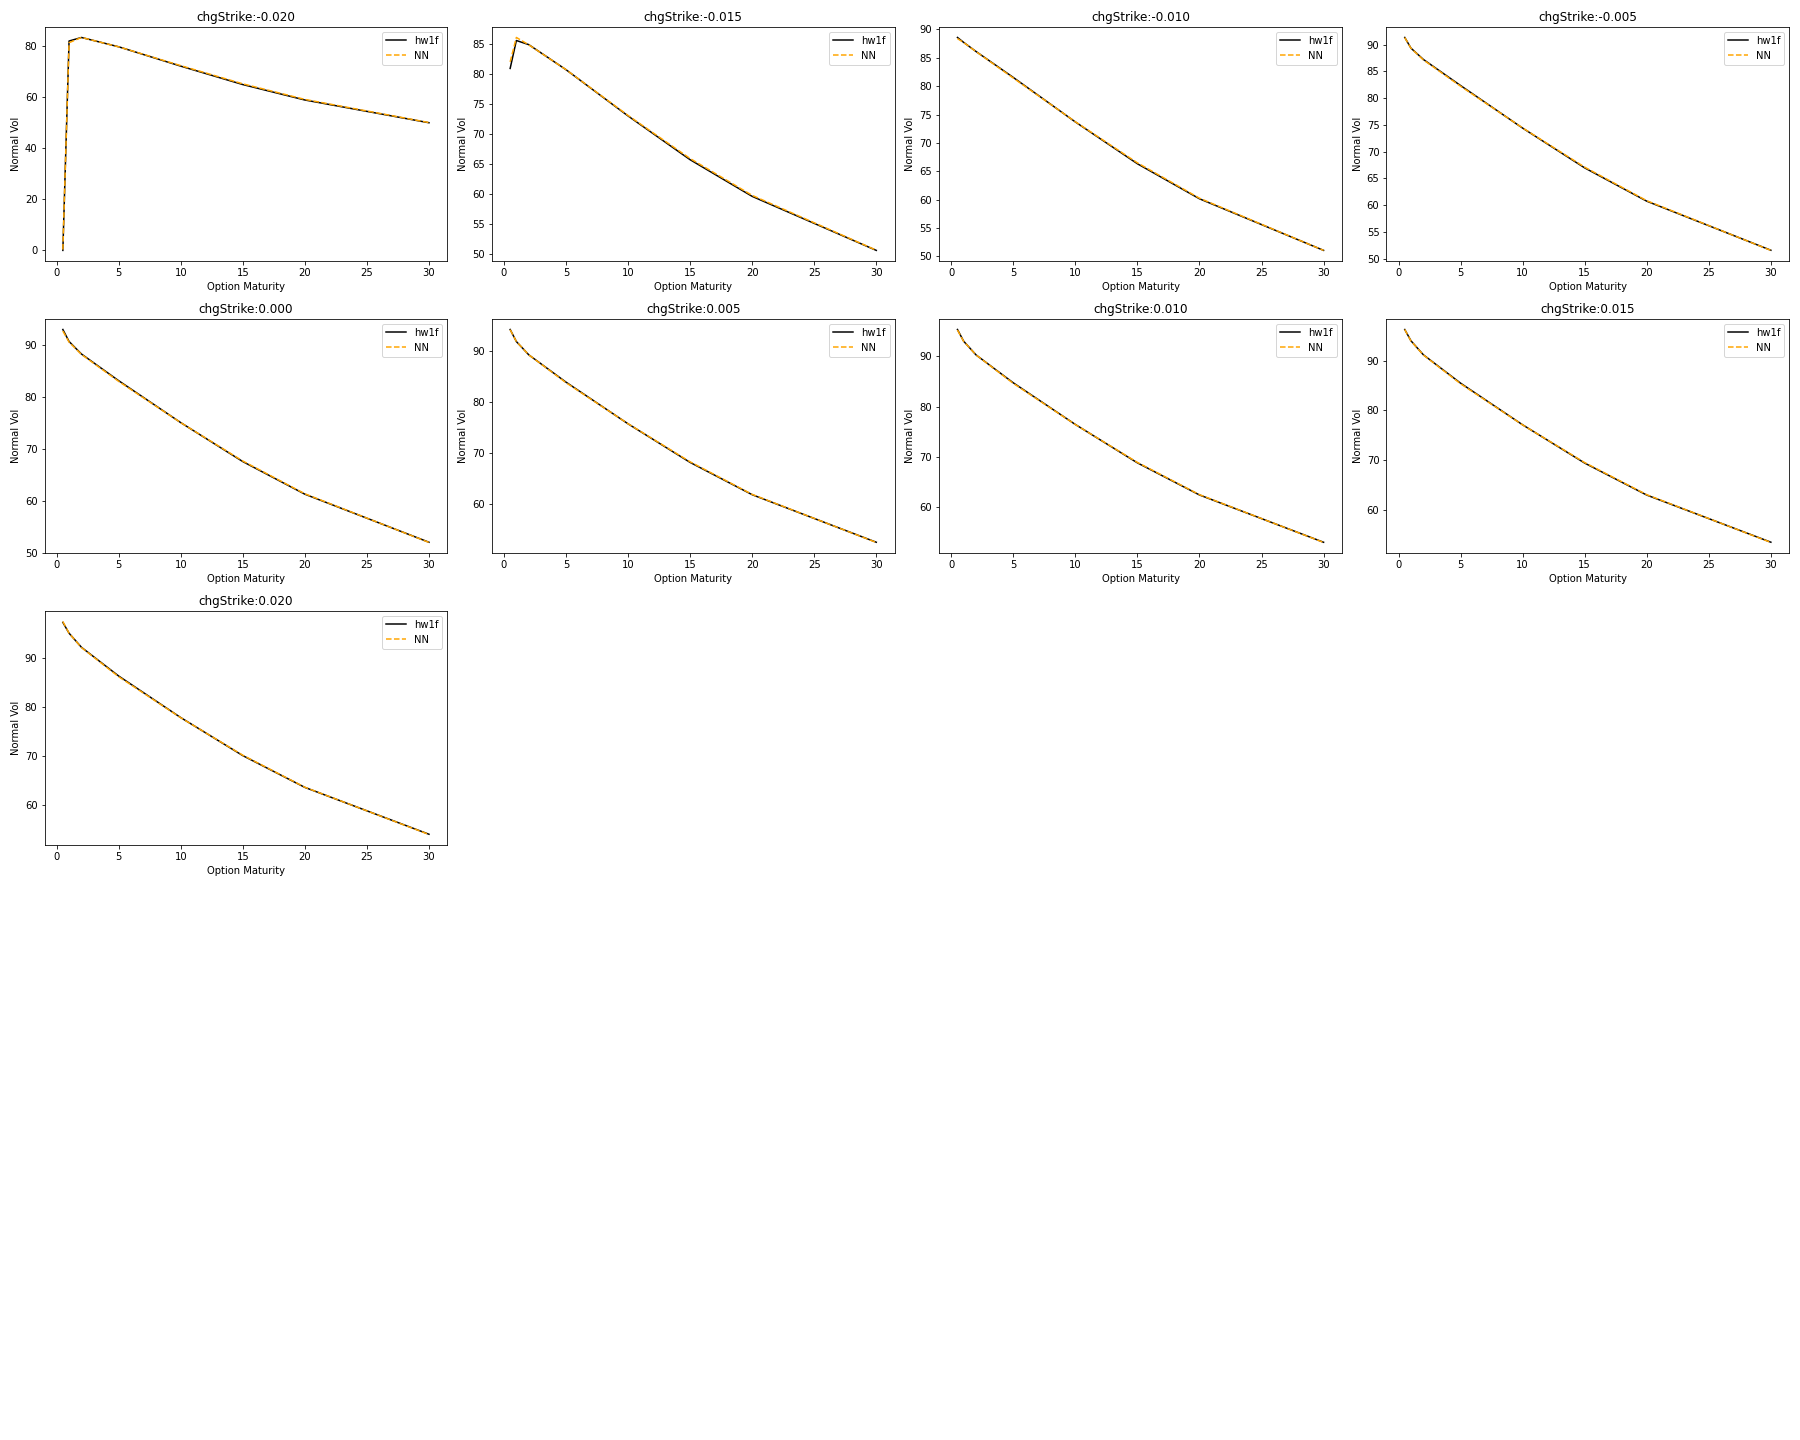 chgStrike:-0.020
hw1f
NN
80
60
40
20
0
Normal Vol
0 5 10 15 20 25 30
Option Maturity
chgStrike:-0.015
hw1f
NN
85
80
75
70
65
60
55
50
Normal Vol
0 5 10 15 20 25 30
Option Maturity
chgStrike:-0.010
hw1f
NN
90
85
80
75
70
65
60
55
50
Normal Vol
0 5 10 15 20 25 30
Option Maturity
chgStrike:-0.005
hw1f
NN
90
85
80
75
70
65
60
55
50
Normal Vol
0 5 10 15 20 25 30
Option Maturity
chgStrike:0.000
hw1f
NN
90
80
70
60
50
Normal Vol
0 5 10 15 20 25 30
Option Maturity
chgStrike:0.005
hw1f
NN
90
80
70
60
Normal Vol
0 5 10 15 20 25 30
Option Maturity
chgStrike:0.010
hw1f
NN
90
80
70
60
Normal Vol
0 5 10 15 20 25 30
Option Maturity
chgStrike:0.015
hw1f
NN
90
80
70
60
Normal Vol
0 5 10 15 20 25 30
Option Maturity
chgStrike:0.020
hw1f
NN
90
80
70
60
Normal Vol
0 5 10 15 20 25 30
Option Maturity